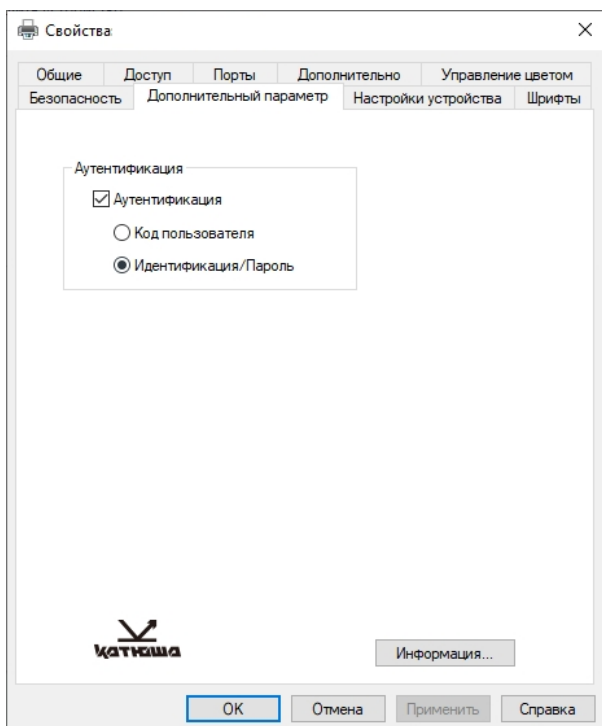 Свойства:
Общие Доступ Порты Дополнительно Управление цветом
Безопасность Дополнительный параметр Настройки устройства Шрифты
Аутентификация
Аутентификация
Код пользователя
Идентификация/Пароль
катюша
Информация...
OK Отмена Применить Справка